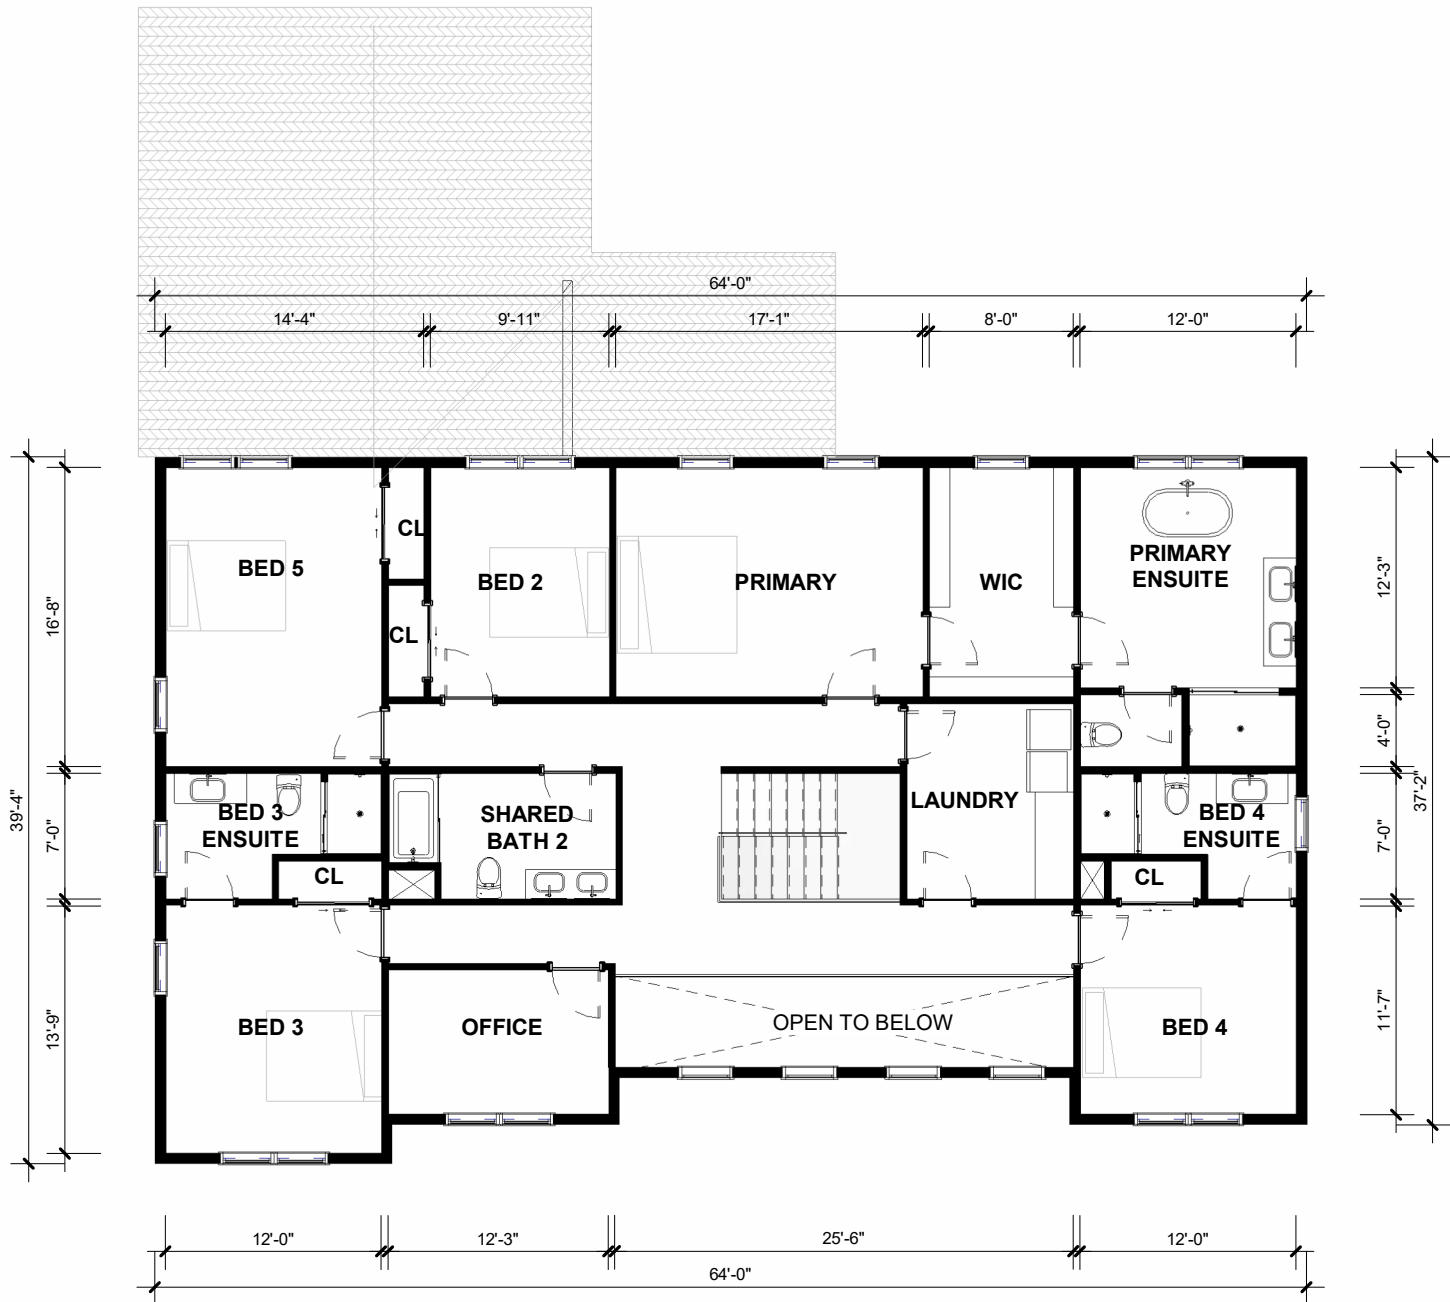 64'-0"
14'-4"
9'-11"
17'-1"
8'-0"
12'-0"
39'-4"
16'-8"
7'-0"
13'-9"
CL
BED 5
BED 2
PRIMARY
WIC
PRIMARY
ENSUITE
CL
12'-3"
4'-0"
37'-2"
7'-0"
11'-7"
BED 3
ENSUITE
SHARED
BATH 2
LAUNDRY
BED 4
ENSUITE
CL
CL
BED 3
OFFICE
OPEN TO BELOW
BED 4
12'-0"
12'-3"
25'-6"
12'-0"
64'-0"